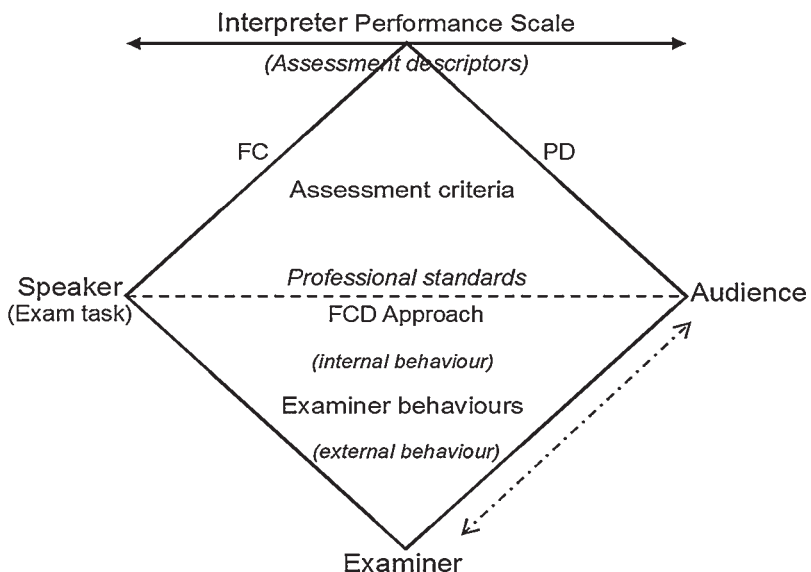 Interpreter Performance Scale
(Assessment descriptors)
FC
PD
Assessment criteria
Professional standards
Speaker
(Exam task)
Audience
FCD Approach
(internal behaviour)
Examiner behaviours
(external behaviour)
Examiner